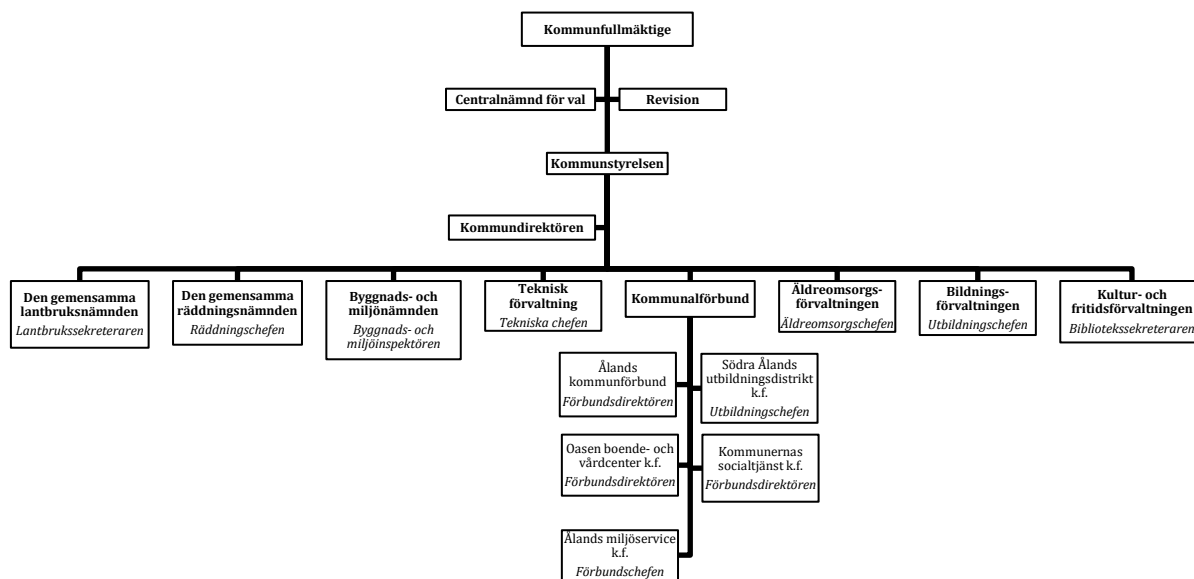 Kommunfullmäktige
Centralnämnd för val
Revision
Kommunstyrelsen
Kommundirektören
Den gemensamma
lantbruksnämnden
Lantbrukssekreteraren
Den gemensamma
räddningsnämnden
Räddningschefen
Byggnads- och
miljönämnden
Byggnads- och
miljöinspektören
Teknisk
förvaltning
Tekniska chefen
Kommunalförbund
Äldreomsorgs-
förvaltningen
Äldreomsorgschefen
Bildnings-
förvaltningen
Utbildningschefen
Kultur- och
fritidsförvaltningen
Bibliotekssekreteraren
Ålands
kommunförbund
Förbundsdirektören
Södra Ålands
utbildningsdistrikt
k.f.
Utbildningschefen
Oasen boende- och
vårdcenter k.f.
Förbundsdirektören
Kommunernas
socialtjänst k.f.
Förbundsdirektören
Ålands miljöservice
k.f.
Förbundschefen